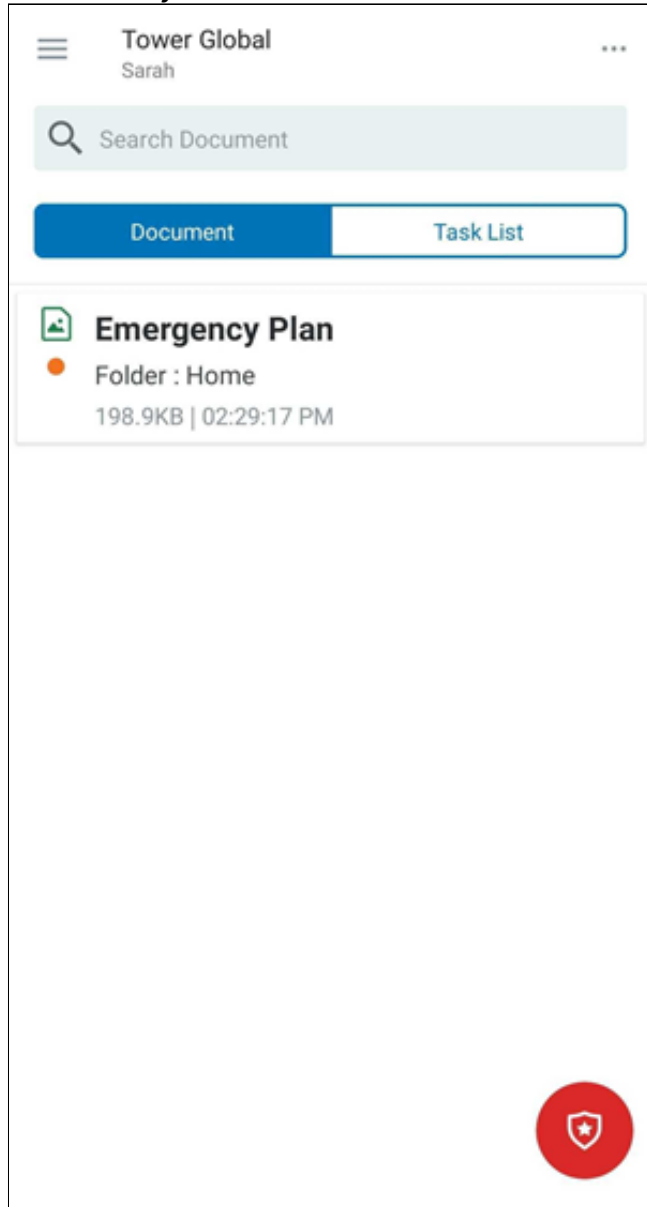 Tower Global
...
Sarah
Search Document
Document
Task List
Emergency Plan
Folder : Home
198.9KB | 02:29:17 PM